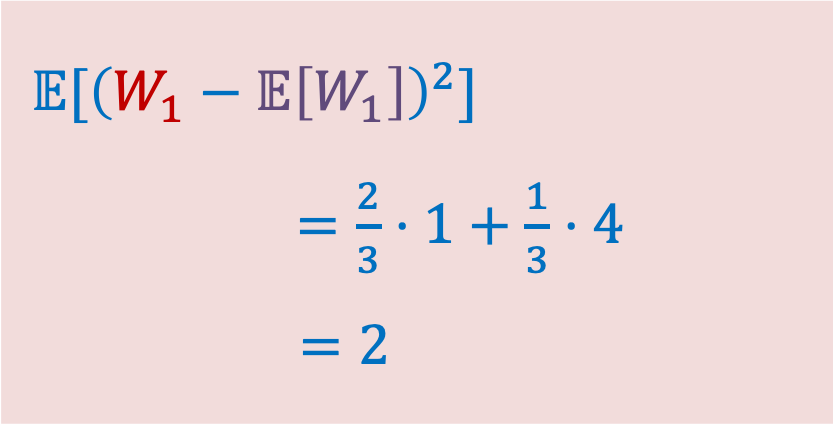 𝔼[(W₁ − 𝔼[W₁])²]
= 2/3 ⋅ 1 + 1/3 ⋅ 4
= 2